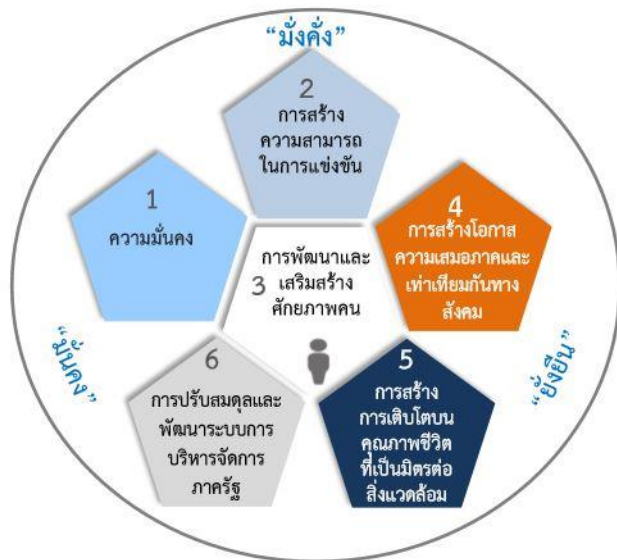 “มั่งคั่ง”
2
การสร้าง
ความสามารถ
ในการแข่งขัน
1
ความมั่นคง
4
การสร้างโอกาส
ความเสมอภาคและ
เท่าเทียมกันทาง
สังคม
การพัฒนาและ
3 เสริมสร้าง
ศักยภาพคน
“มั่นคง”
“ยั่งยืน”
6
การปรับสมดุลและ
พัฒนาระบบการ
บริหารจัดการ
ภาครัฐ
5
การสร้าง
การเติบโตบน
คุณภาพชีวิต
ที่เป็นมิตรต่อ
สิ่งแวดล้อม